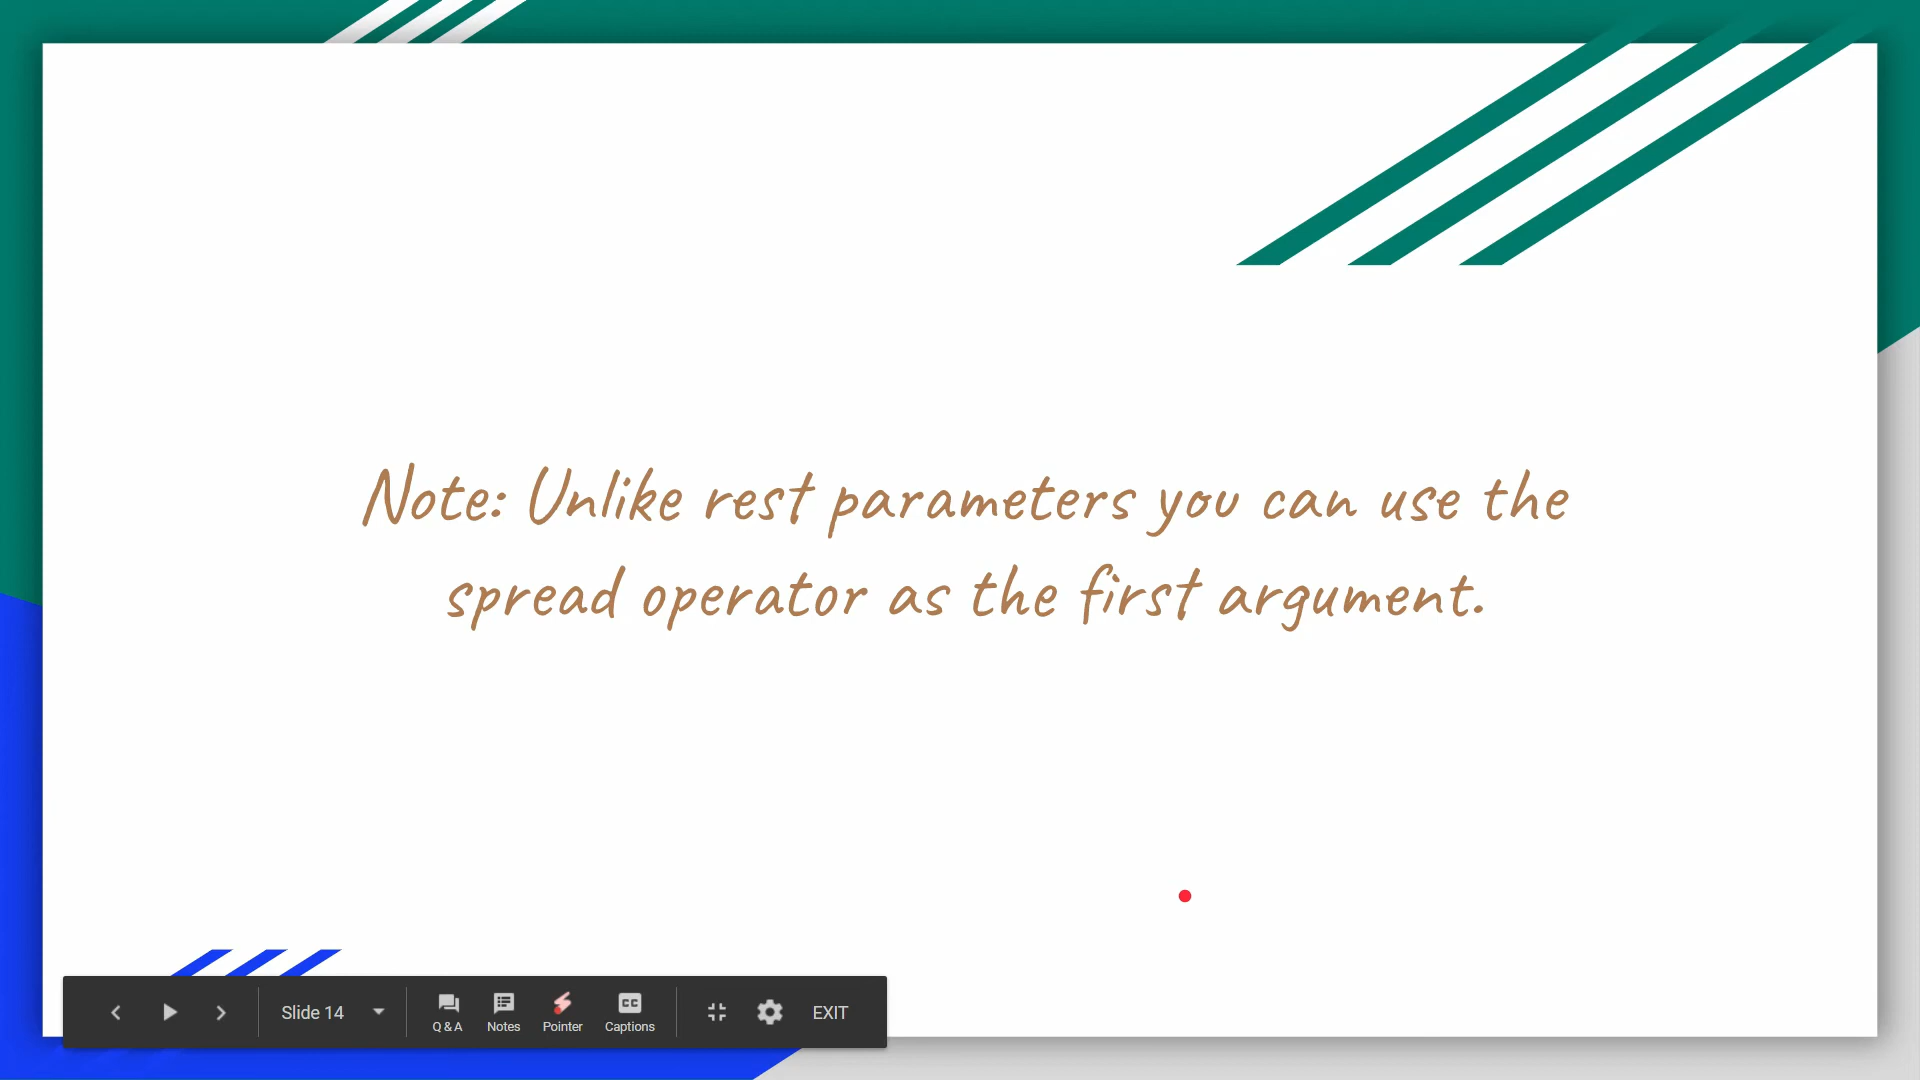 Note: Unlike rest parameters you can use the
spread operator as the first argument.
Slide 14
Q & A
Notes
Pointer
CC
Captions
EXIT